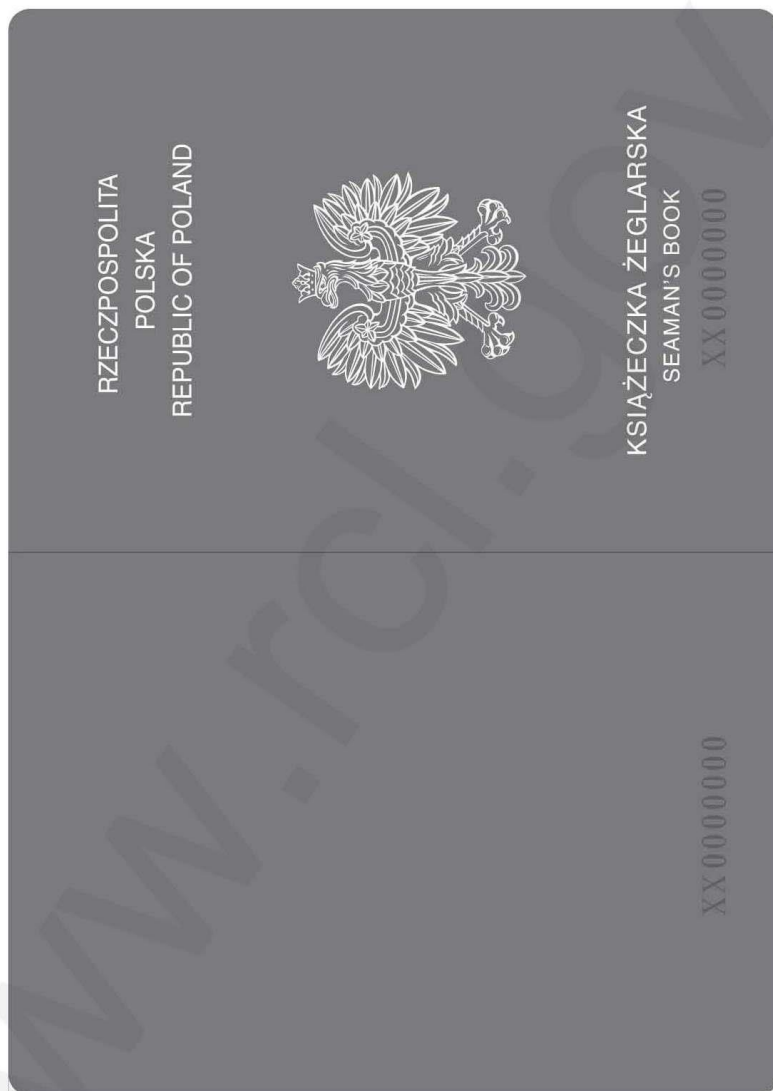 RZECZPOSPOLITA
POLSKA
REPUBLIC OF POLAND
KSIĄŻECZKA ŻEGLARSKA
SEAMAN'S BOOK
XX0000000
XX0000000
www.rcl.gov